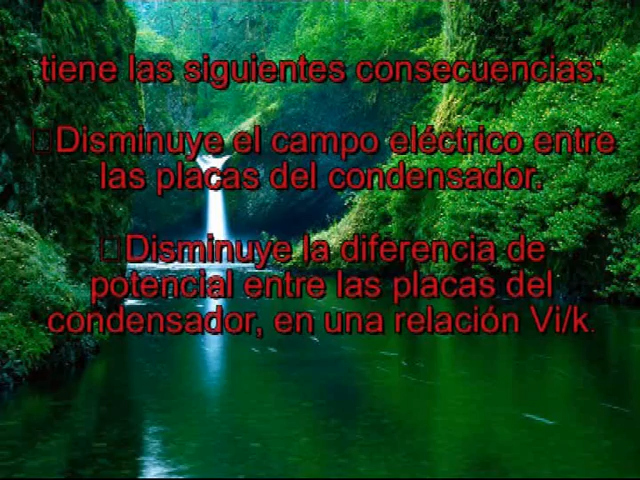 tiene las siguientes consecuencias:
Disminuye el campo eléctrico entre
las placas del condensador.
Disminuye la diferencia de
potencial entre las placas del
condensador, en una relación Vi/k.